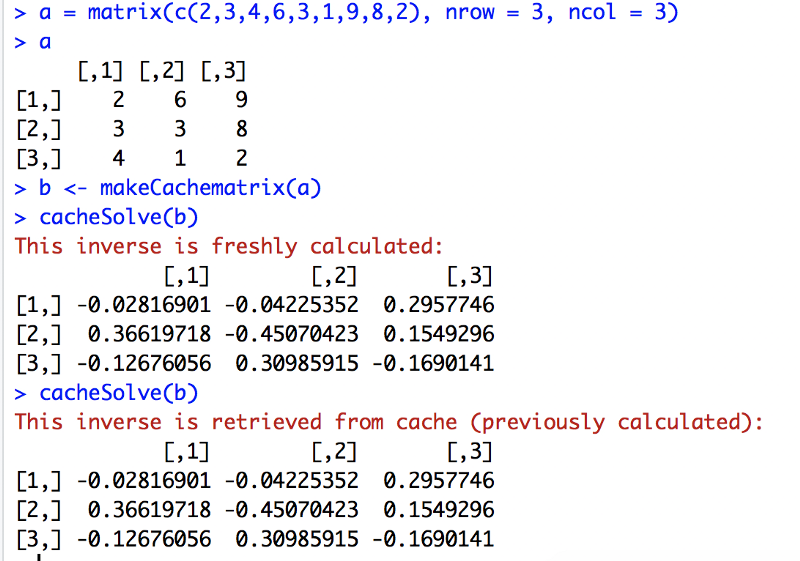 > a = matrix(c(2,3,4,6,3,1,9,8,2), nrow = 3, ncol = 3)
> a
     [,1] [,2] [,3]
[1,]    2    6    9
[2,]    3    3    8
[3,]    4    1    2
> b <- makeCachematrix(a)
> cacheSolve(b)
This inverse is freshly calculated:
            [,1]        [,2]       [,3]
[1,] -0.02816901 -0.04225352  0.2957746
[2,]  0.36619718 -0.45070423  0.1549296
[3,] -0.12676056  0.30985915 -0.1690141
> cacheSolve(b)
This inverse is retrieved from cache (previously calculated):
            [,1]        [,2]       [,3]
[1,] -0.02816901 -0.04225352  0.2957746
[2,]  0.36619718 -0.45070423  0.1549296
[3,] -0.12676056  0.30985915 -0.1690141